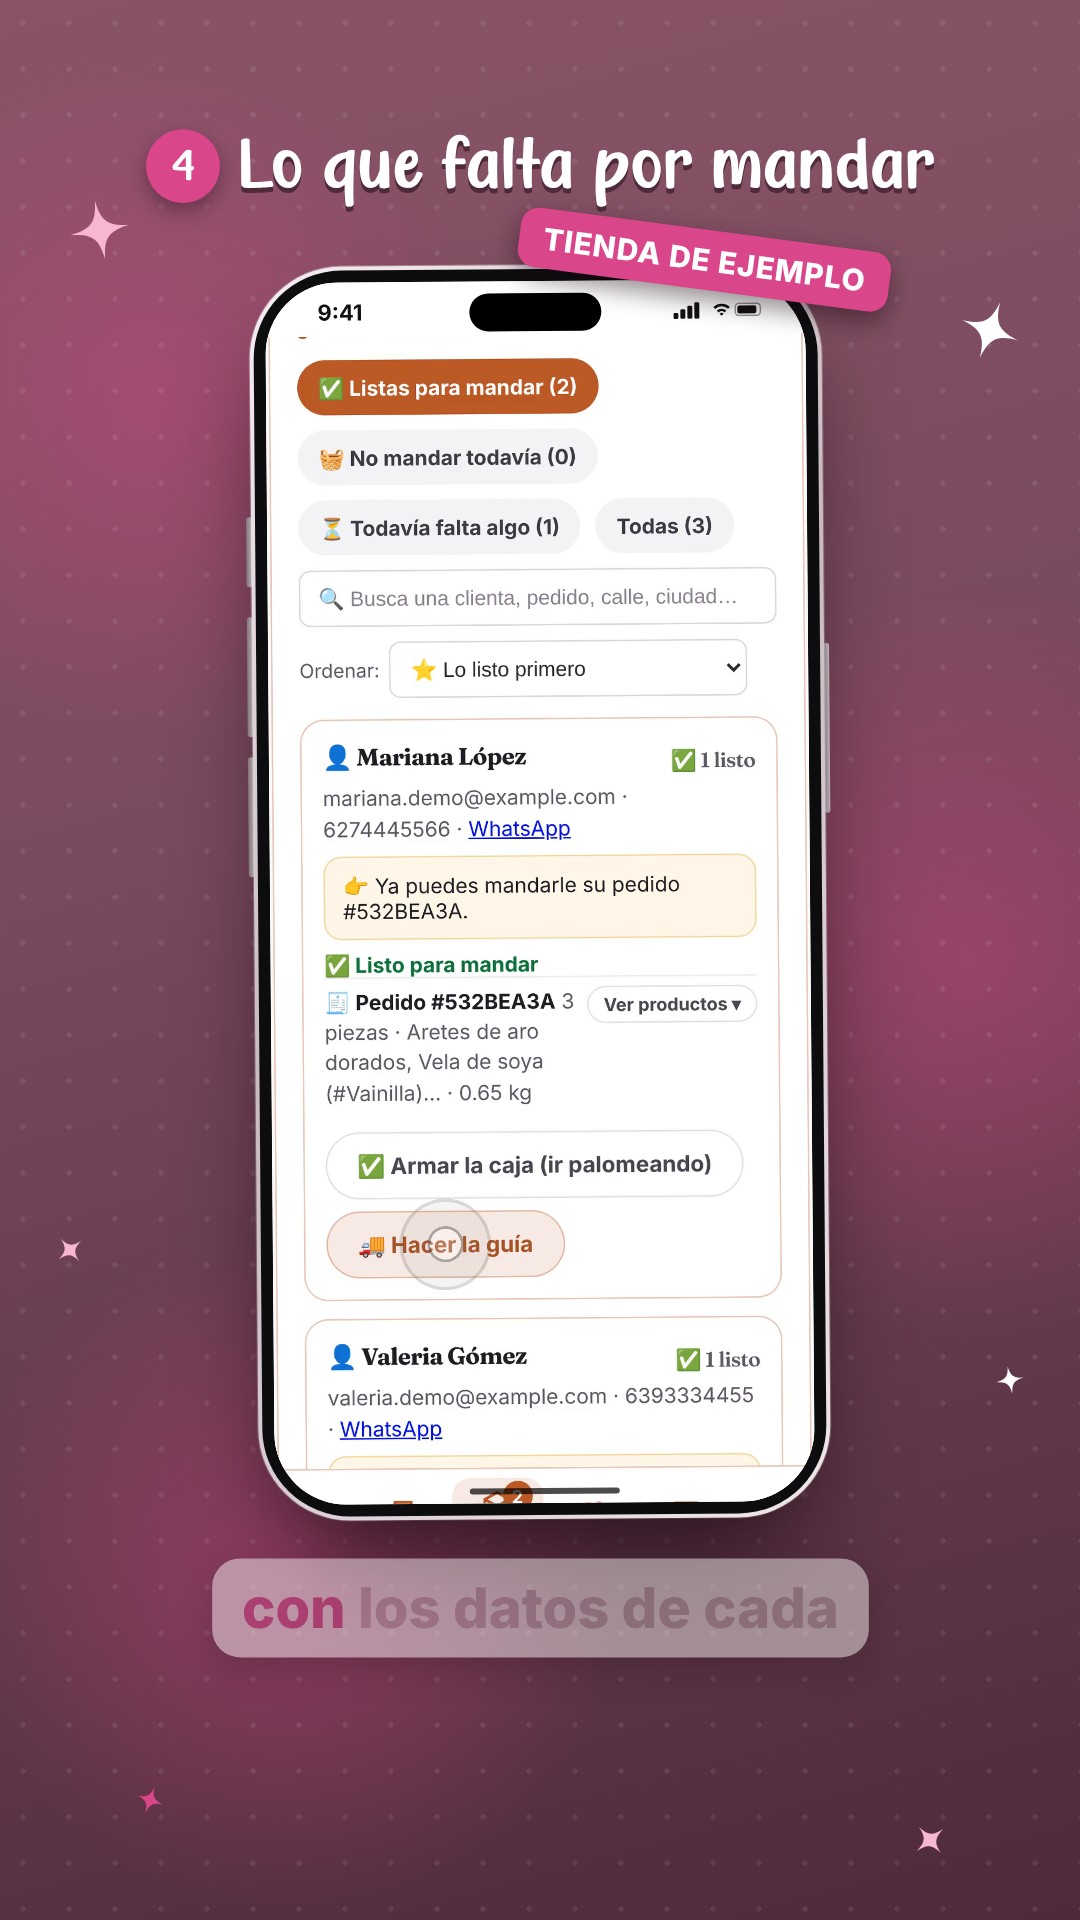 4 Lo que falta por mandar
TIENDA DE EJEMPLO
9:41
✅ Listas para mandar (2)
🧺 No mandar todavía (0)
⏳ Todavía falta algo (1) Todas (3)
🔍 Busca una clienta, pedido, calle, ciudad…
Ordenar: ⭐ Lo listo primero
👤 Mariana López ✅ 1 listo
mariana.demo@example.com ·
6274445566 · WhatsApp
👉 Ya puedes mandarle su pedido
#532BEA3A.
✅ Listo para mandar
🧾 Pedido #532BEA3A 3 Ver productos ▾
piezas · Aretes de aro
dorados, Vela de soya
(#Vainilla)... · 0.65 kg
✅ Armar la caja (ir palomeando)
🚚 Hacer la guía
👤 Valeria Gómez ✅ 1 listo
valeria.demo@example.com · 6393334455
· WhatsApp
2
con los datos de cada